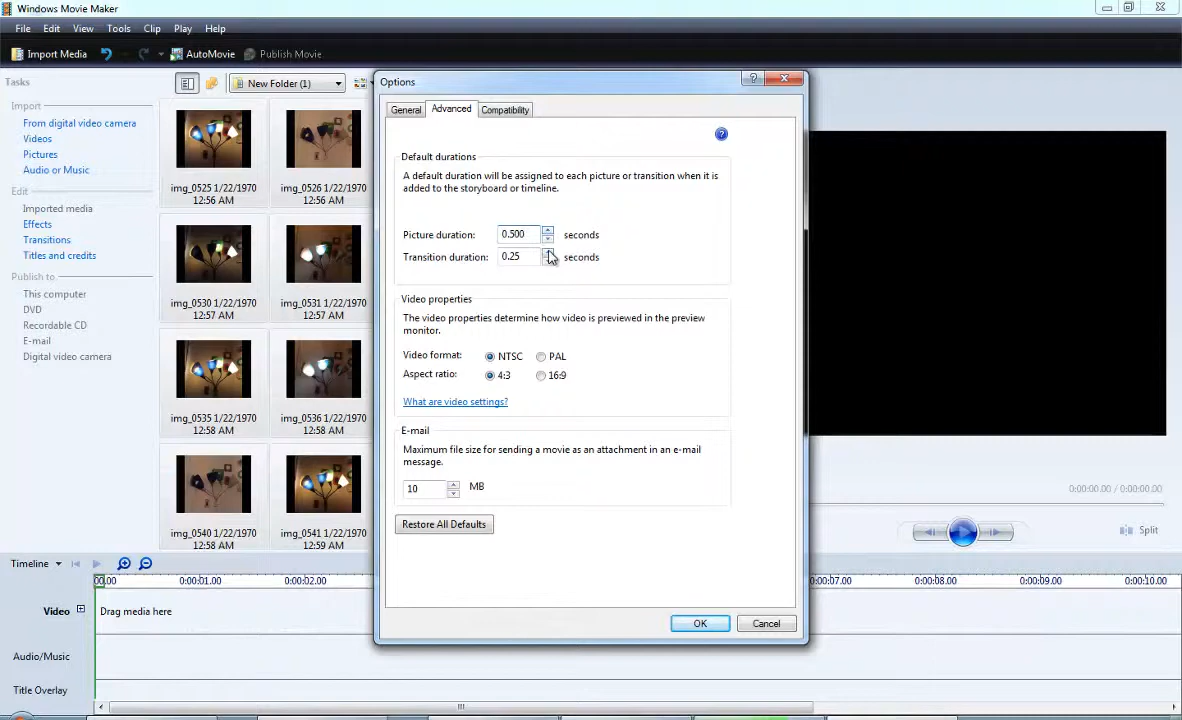 Windows Movie Maker
File Edit View Tools Clip Play Help
Import Media AutoMovie Publish Movie
Tasks
New Folder (1)
Import
From digital video camera
Videos
Pictures
Audio or Music
Edit
Imported media
Effects
Transitions
Titles and credits
Publish to
This computer
DVD
Recordable CD
E-mail
Digital video camera
img_0525 1/22/1970
12:56 AM
img_0526 1/22/1970
12:56 AM
img_0530 1/22/1970
12:57 AM
img_0531 1/22/1970
12:57 AM
img_0535 1/22/1970
12:58 AM
img_0536 1/22/1970
12:58 AM
img_0540 1/22/1970
12:58 AM
img_0541 1/22/1970
12:59 AM
Options
General Advanced Compatibility
Default durations
A default duration will be assigned to each picture or transition when it is
added to the storyboard or timeline.
Picture duration: 0.500 seconds
Transition duration: 0.25 seconds
Video properties
The video properties determine how video is previewed in the preview
monitor.
Video format: NTSC PAL
Aspect ratio: 4:3 16:9
What are video settings?
E-mail
Maximum file size for sending a movie as an attachment in an e-mail
message.
10 MB
Restore All Defaults
OK Cancel
0:00:00.00 / 0:00:00.00
Split
Timeline
00.00 0:00:01.00 0:00:02.00 0:00:07.00 0:00:08.00 0:00:09.00 0:00:10.00
Video Drag media here
Audio/Music
Title Overlay